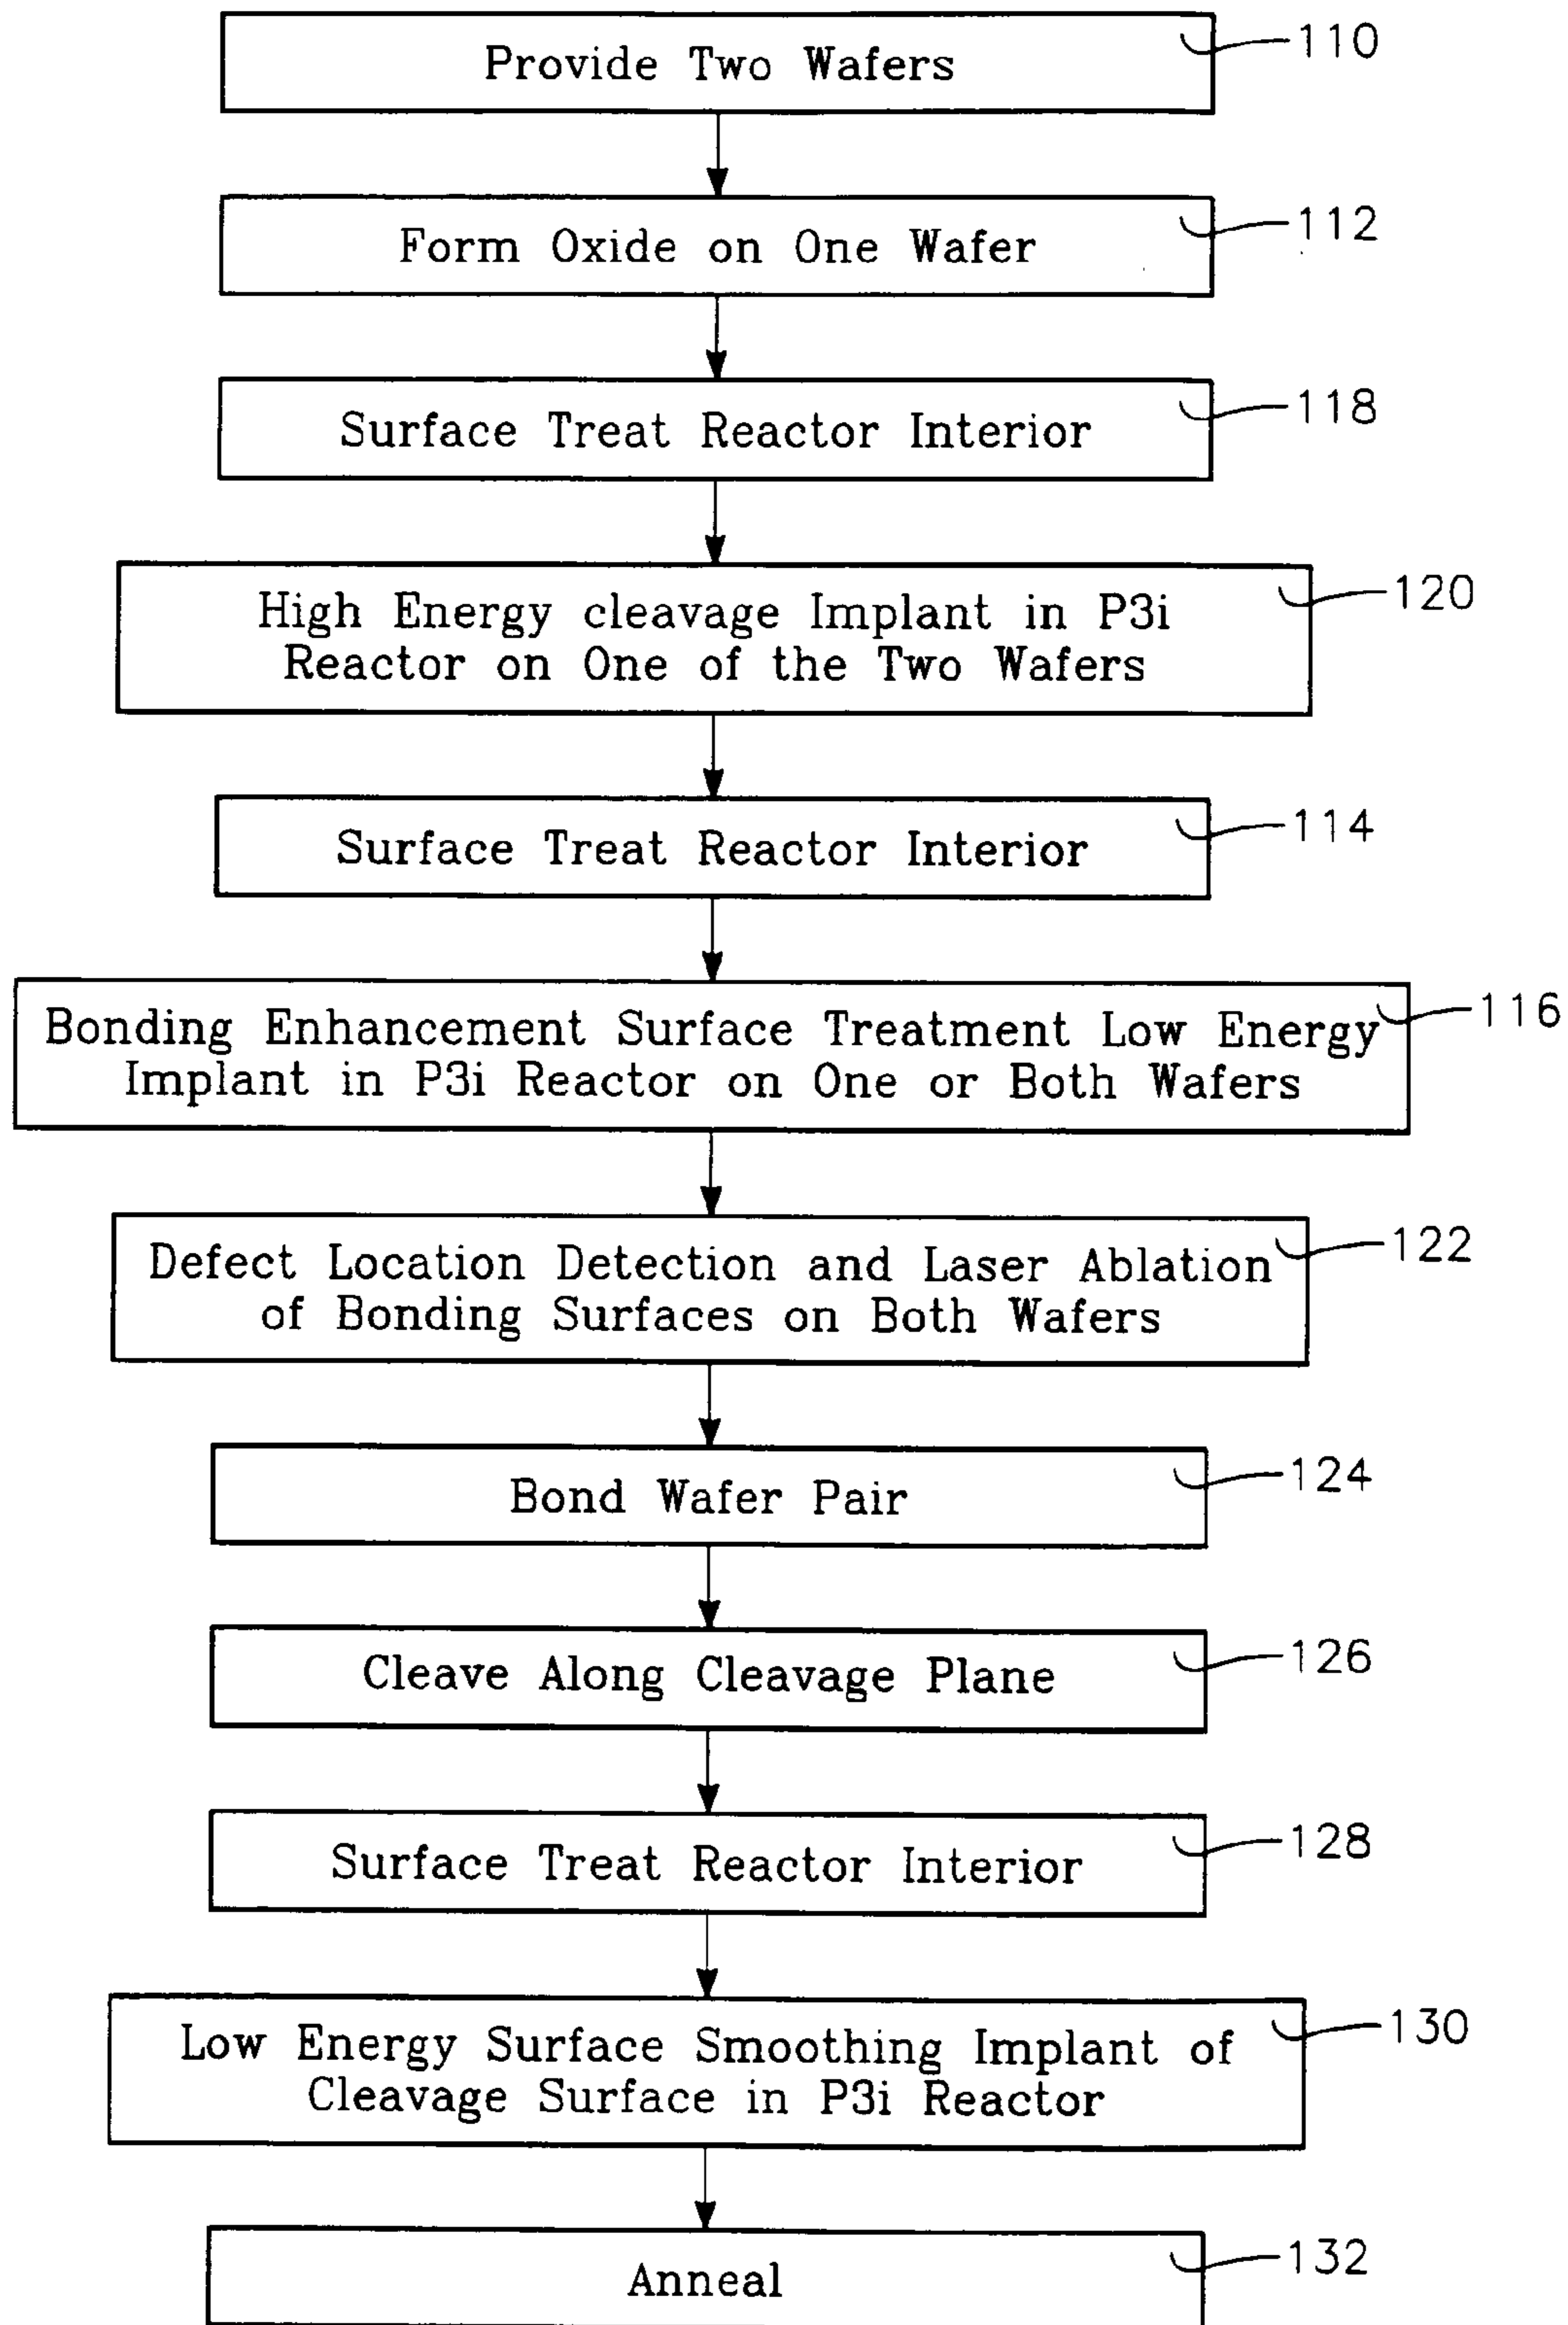 Provide Two Wafers
110
Form Oxide on One Wafer
112
Surface Treat Reactor Interior
118
High Energy cleavage Implant in P3i
Reactor on One of the Two Wafers
120
Surface Treat Reactor Interior
114
Bonding Enhancement Surface Treatment Low Energy
Implant in P3i Reactor on One or Both Wafers
116
Defect Location Detection and Laser Ablation
of Bonding Surfaces on Both Wafers
122
Bond Wafer Pair
124
Cleave Along Cleavage Plane
126
Surface Treat Reactor Interior
128
Low Energy Surface Smoothing Implant of
Cleavage Surface in P3i Reactor
130
Anneal
132